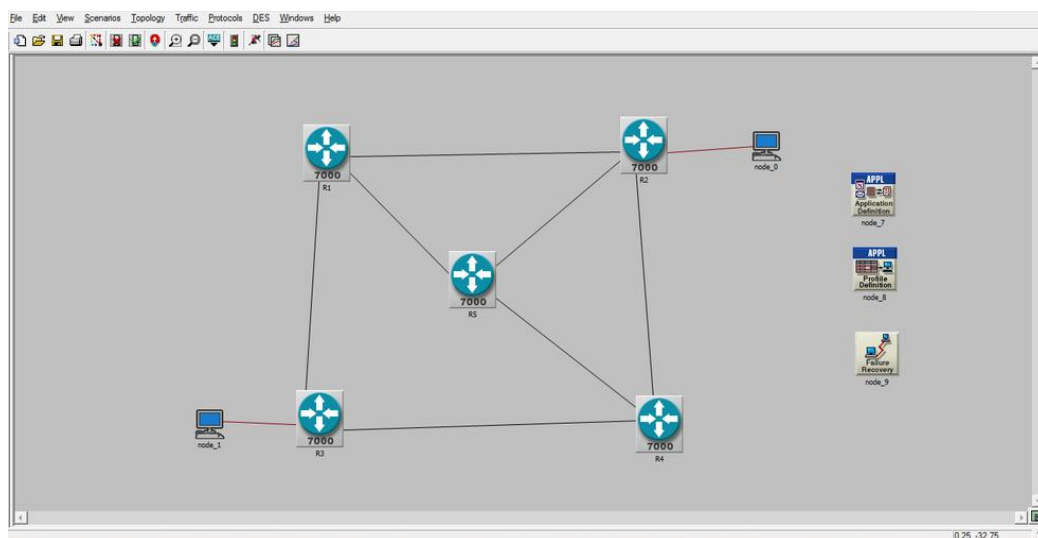 File Edit View Scenarios Topology Traffic Protocols DES Windows Help
7000
R1
7000
R2
node_0
APPL
Application
Definition
node_7
7000
R5
APPL
Profile
Definition
node_8
Failure
Recovery
node_9
node_1
7000
R3
7000
R4
0.25, -32.75